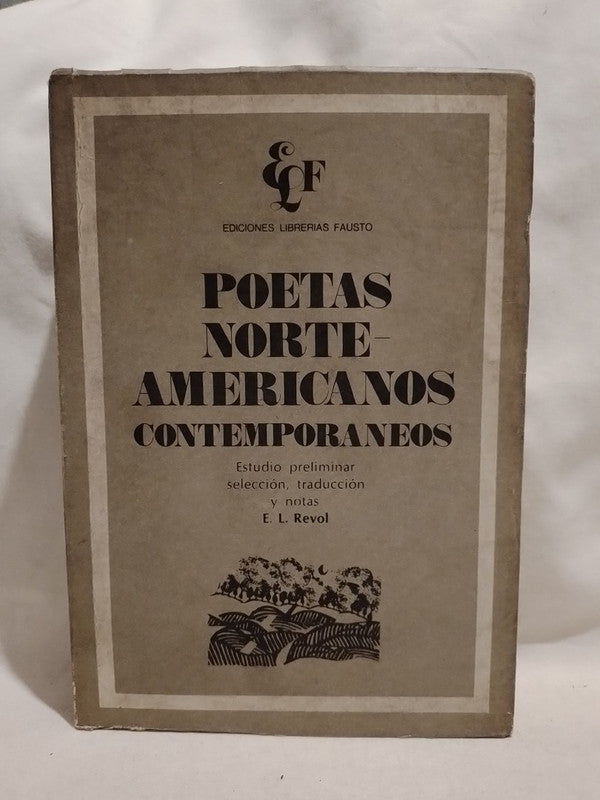 ELF
EDICIONES LIBRERIAS FAUSTO
POETAS
NORTE-
AMERICANOS
CONTEMPORANEOS
Estudio preliminar
selección, traducción
y notas
E. L. Revol